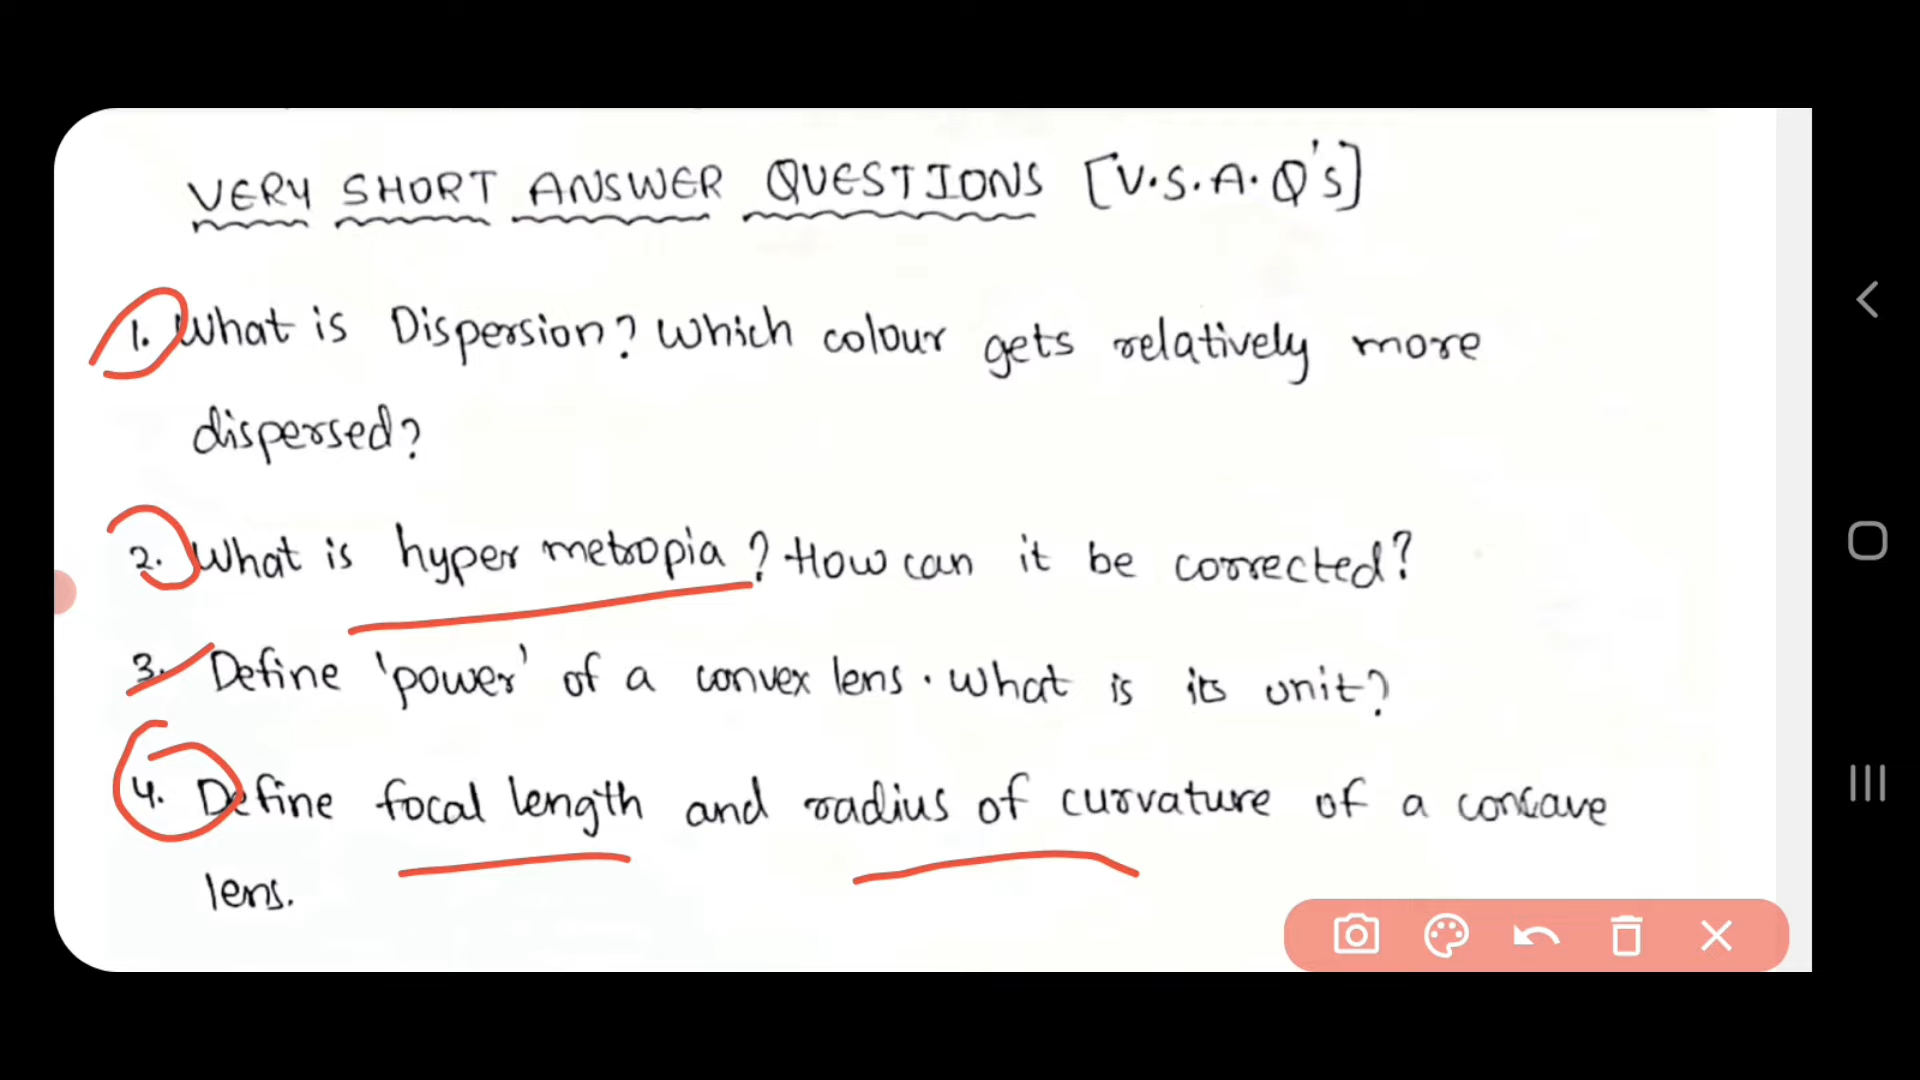 VERY SHORT ANSWER QUESTIONS [V.S.A.Q's]
1. What is Dispersion? Which colour gets relatively more
dispersed?
2. What is hyper metropia? How can it be corrected?
3. Define 'power' of a convex lens. What is its unit?
4. Define focal length and radius of curvature of a concave
lens.